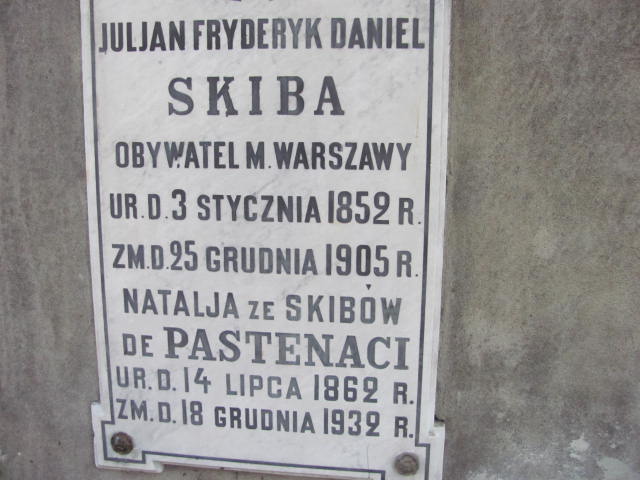 JULJAN FRYDERYK DANIEL
SKIBA
OBYWATEL M. WARSZAWY
UR. D. 3 STYCZNIA 1852 R.
ZM. D. 25 GRUDNIA 1905 R.
NATALJA ZE SKIBÓW
DE PASTENACI
UR. D. 14 LIPCA 1862 R.
ZM. D. 18 GRUDNIA 1932 R.